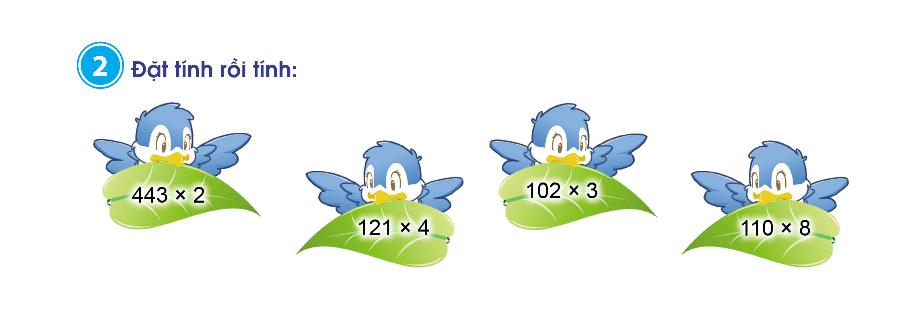 2 Đặt tính rồi tính:
443 × 2
121 × 4
102 × 3
110 × 8